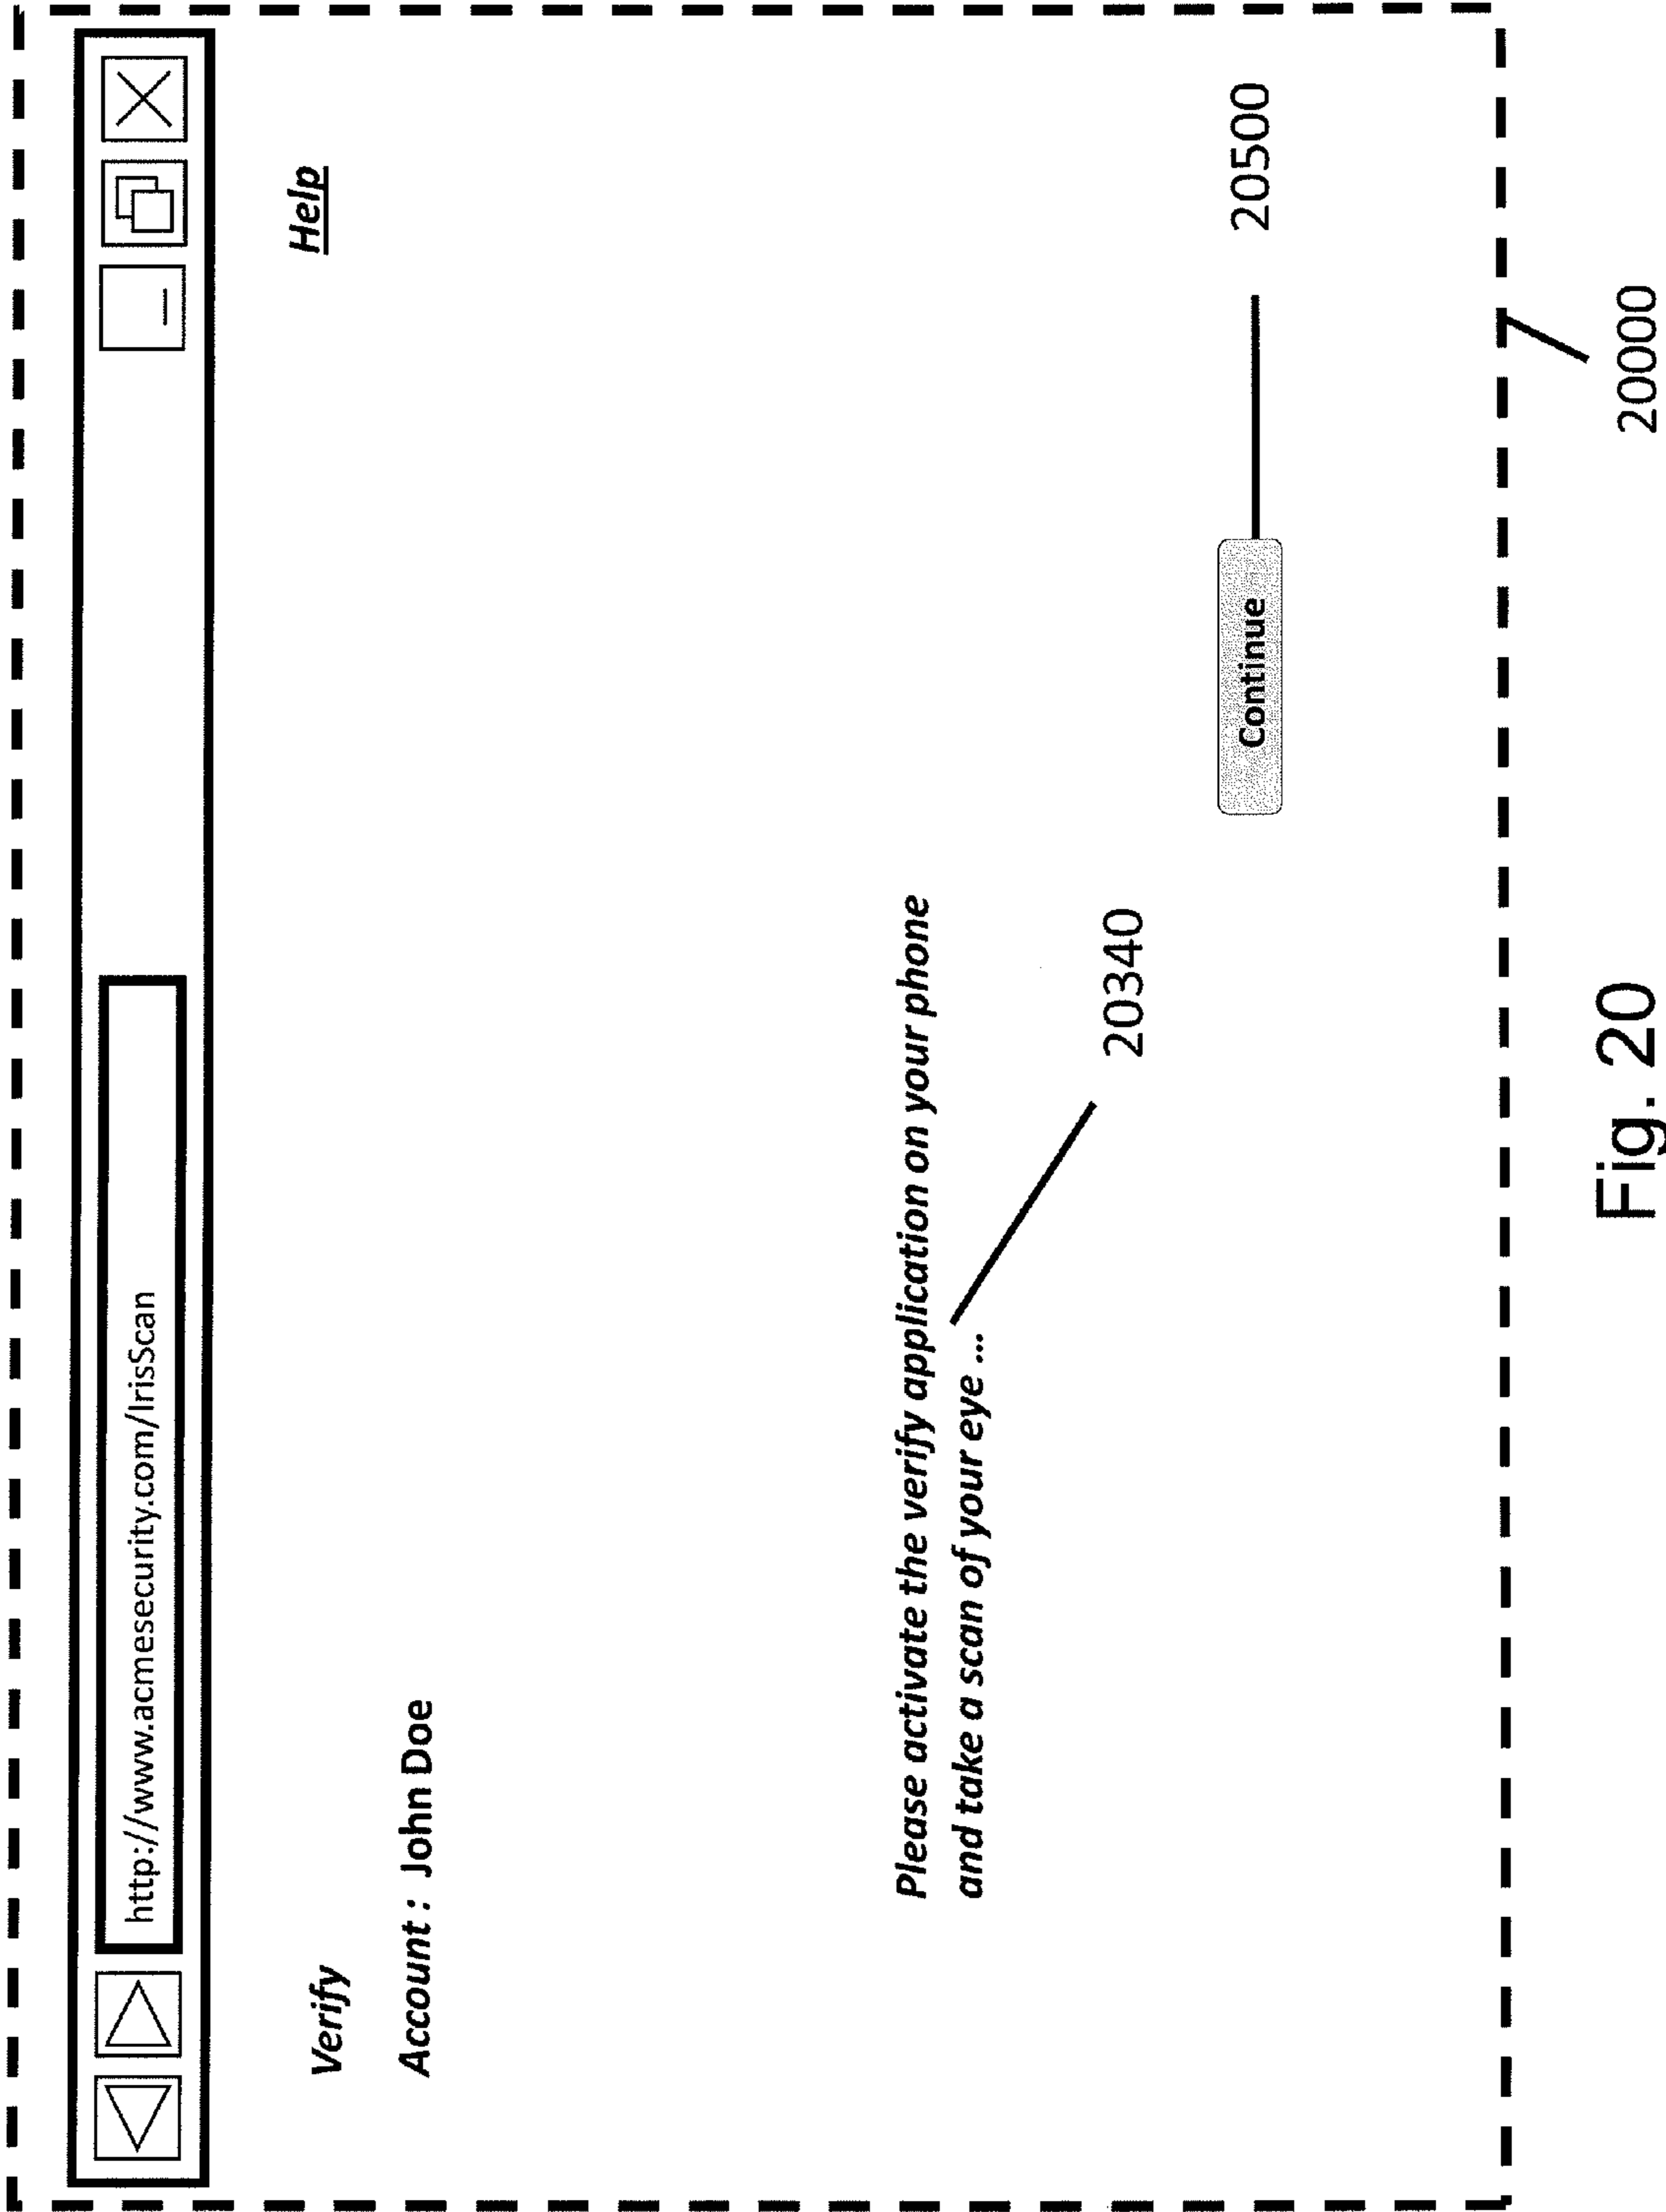 http://www.acmesecurity.com/IrisScan
Verify
Help
Account : John Doe
Please activate the verify application on your phone
and take a scan of your eye ...
20340
Continue
20500
20000
Fig. 20